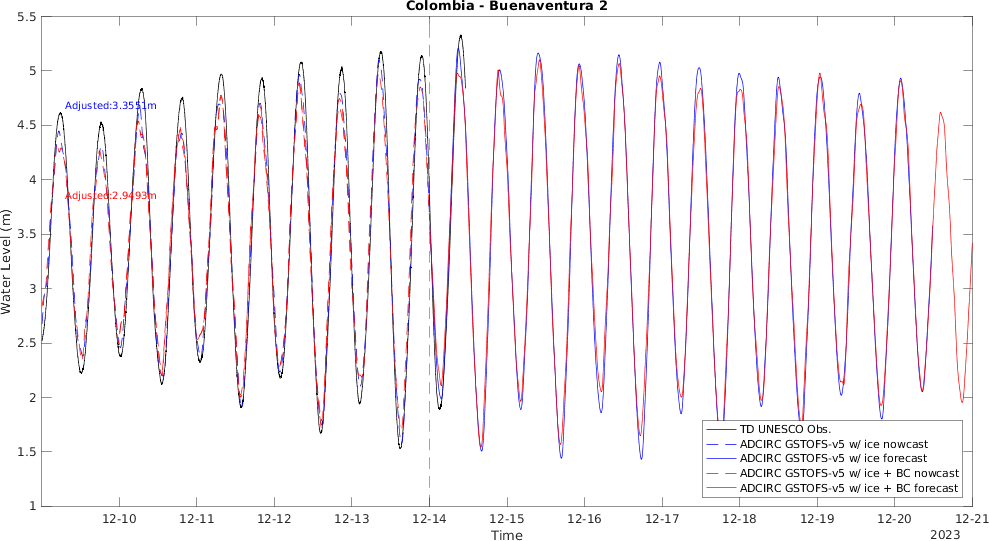 Colombia - Buenaventura 2
5.5
5
4.5
4
3.5
3
2.5
2
1.5
1
Water Level (m)
Adjusted:3.3551m
Adjusted:2.9493m
TD UNESCO Obs.
ADCIRC GSTOFS-v5 w/ ice nowcast
ADCIRC GSTOFS-v5 w/ ice forecast
ADCIRC GSTOFS-v5 w/ ice + BC nowcast
ADCIRC GSTOFS-v5 w/ ice + BC forecast
12-10 12-11 12-12 12-13 12-14 12-15 12-16 12-17 12-18 12-19 12-20 12-21
Time
2023